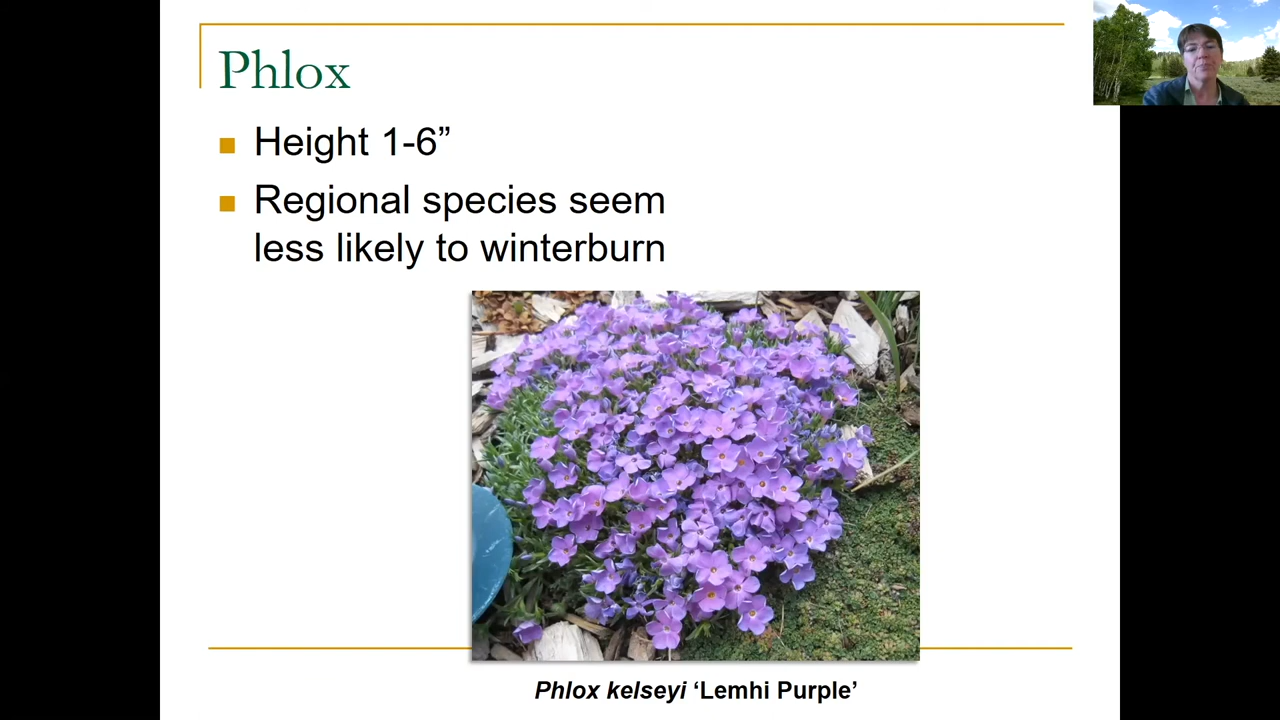 Phlox
Height 1-6”
Regional species seem
less likely to winterburn
Phlox kelseyi ‘Lemhi Purple’